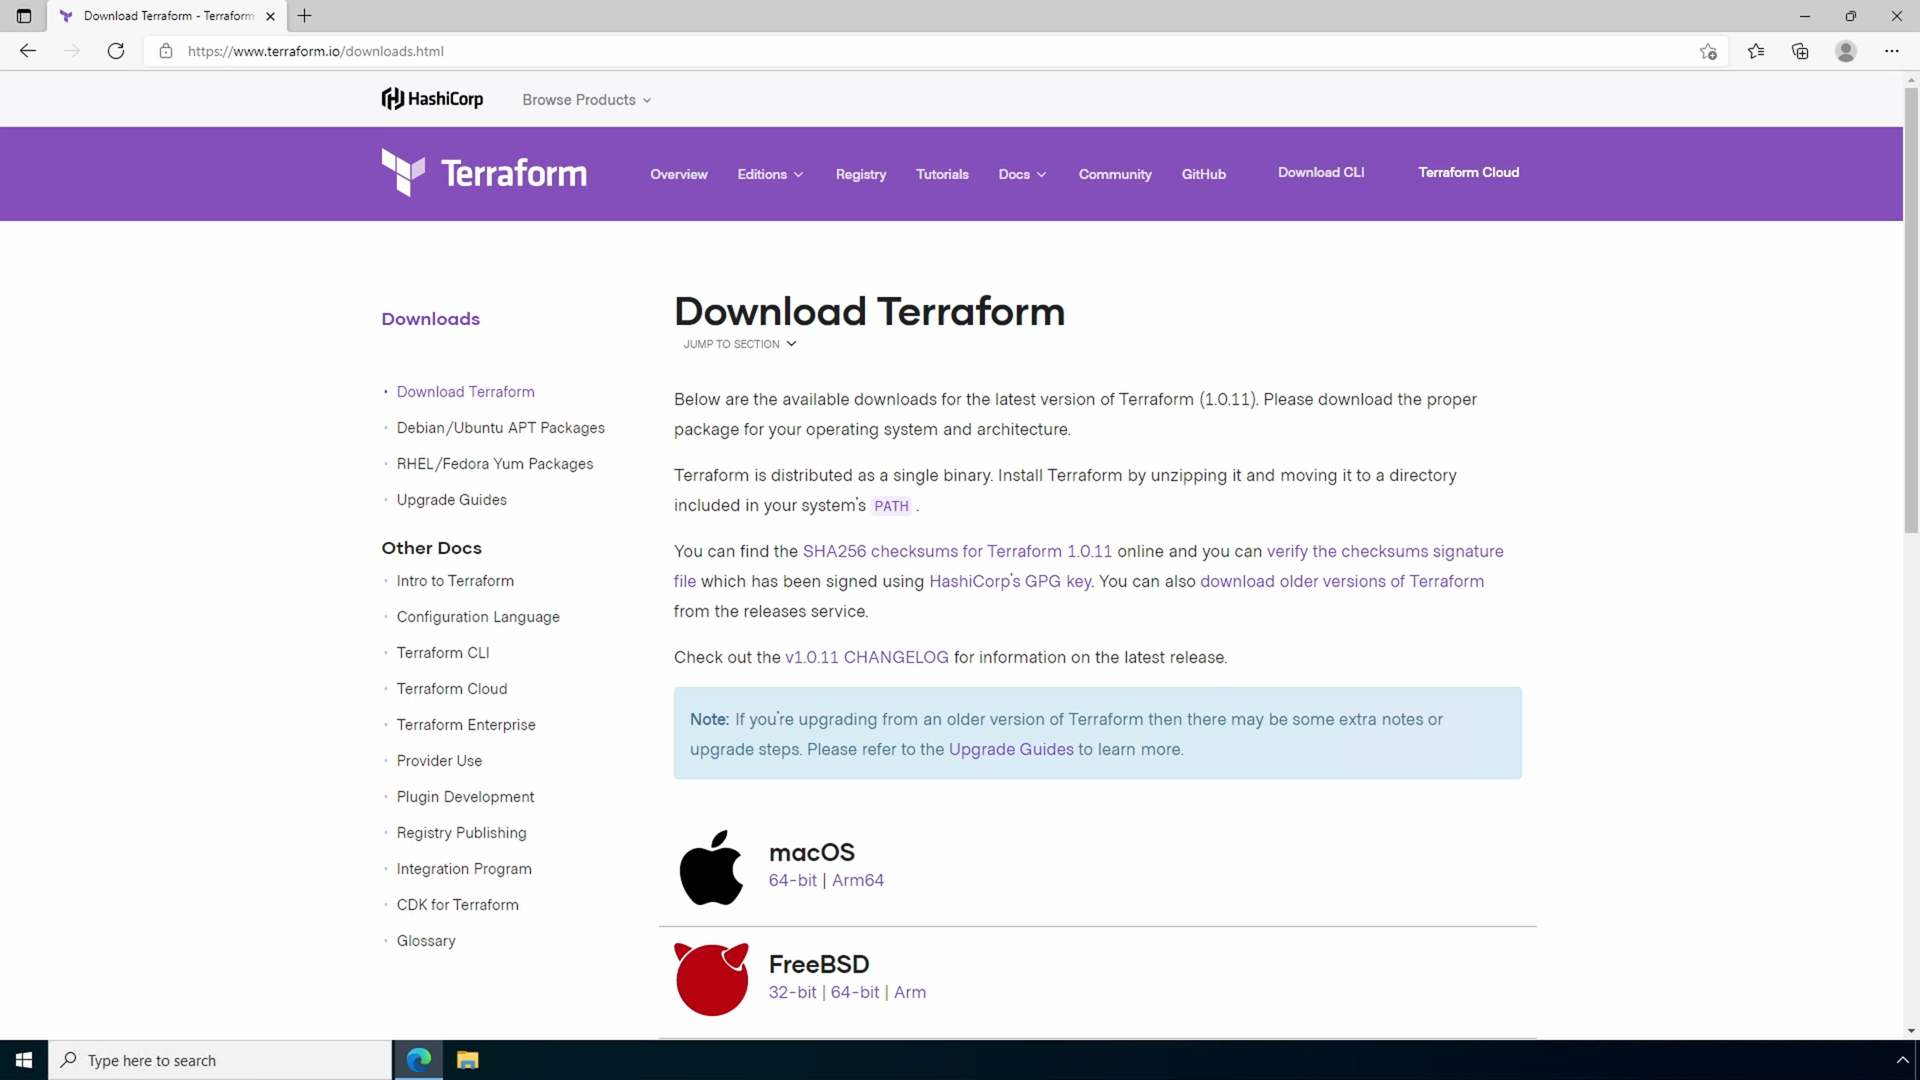 Download Terraform - Terraform
https://www.terraform.io/downloads.html
HashiCorp
Browse Products
Terraform
Overview
Editions
Registry
Tutorials
Docs
Community
GitHub
Download CLI
Terraform Cloud
Downloads
Download Terraform
Debian/Ubuntu APT Packages
RHEL/Fedora Yum Packages
Upgrade Guides
Other Docs
Intro to Terraform
Configuration Language
Terraform CLI
Terraform Cloud
Terraform Enterprise
Provider Use
Plugin Development
Registry Publishing
Integration Program
CDK for Terraform
Glossary
Download Terraform
JUMP TO SECTION
Below are the available downloads for the latest version of Terraform (1.0.11). Please download the proper
package for your operating system and architecture.
Terraform is distributed as a single binary. Install Terraform by unzipping it and moving it to a directory
included in your system's PATH .
You can find the SHA256 checksums for Terraform 1.0.11 online and you can verify the checksums signature
file which has been signed using HashiCorp's GPG key. You can also download older versions of Terraform
from the releases service.
Check out the v1.0.11 CHANGELOG for information on the latest release.
Note: If you're upgrading from an older version of Terraform then there may be some extra notes or
upgrade steps. Please refer to the Upgrade Guides to learn more.
macOS
64-bit | Arm64
FreeBSD
32-bit | 64-bit | Arm
Type here to search